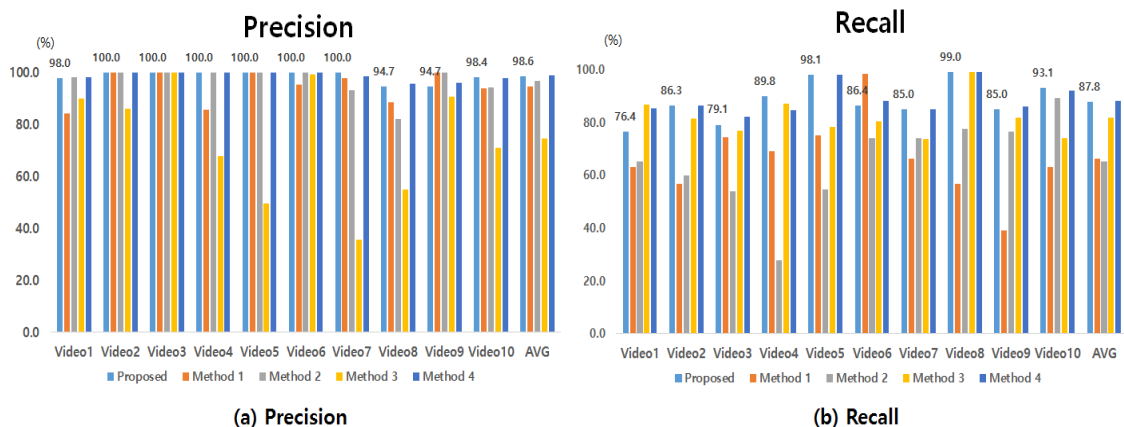 Precision
(%)
98.0 100.0 100.0 100.0 100.0 100.0 100.0 94.7 94.7 98.4 98.6
100.0
80.0
60.0
40.0
20.0
0.0
Video1 Video2 Video3 Video4 Video5 Video6 Video7 Video8 Video9 Video10 AVG
Proposed Method 1 Method 2 Method 3 Method 4
(a) Precision
Recall
(%)
76.4 86.3 79.1 89.8 98.1 86.4 85.0 99.0 85.0 93.1 87.8
100.0
80.0
60.0
40.0
20.0
0.0
Video1 Video2 Video3 Video4 Video5 Video6 Video7 Video8 Video9 Video10 AVG
Proposed Method 1 Method 2 Method 3 Method 4
(b) Recall